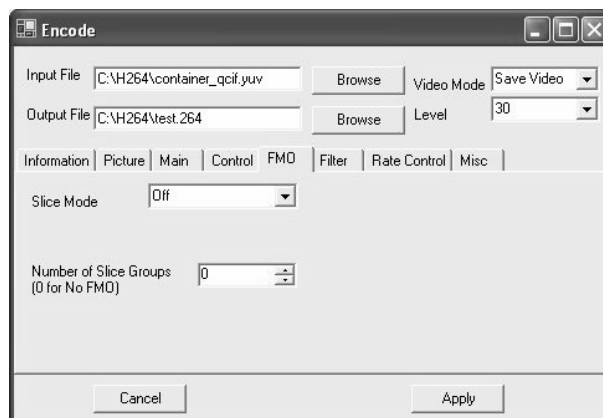 Encode
Input File C:\H264\container_qcif.yuv Browse Video Mode Save Video
Output File C:\H264\test.264 Browse Level 30
Information Picture Main Control FMO Filter Rate Control Misc
Slice Mode Off
Number of Slice Groups 0
(0 for No FMO)
Cancel Apply